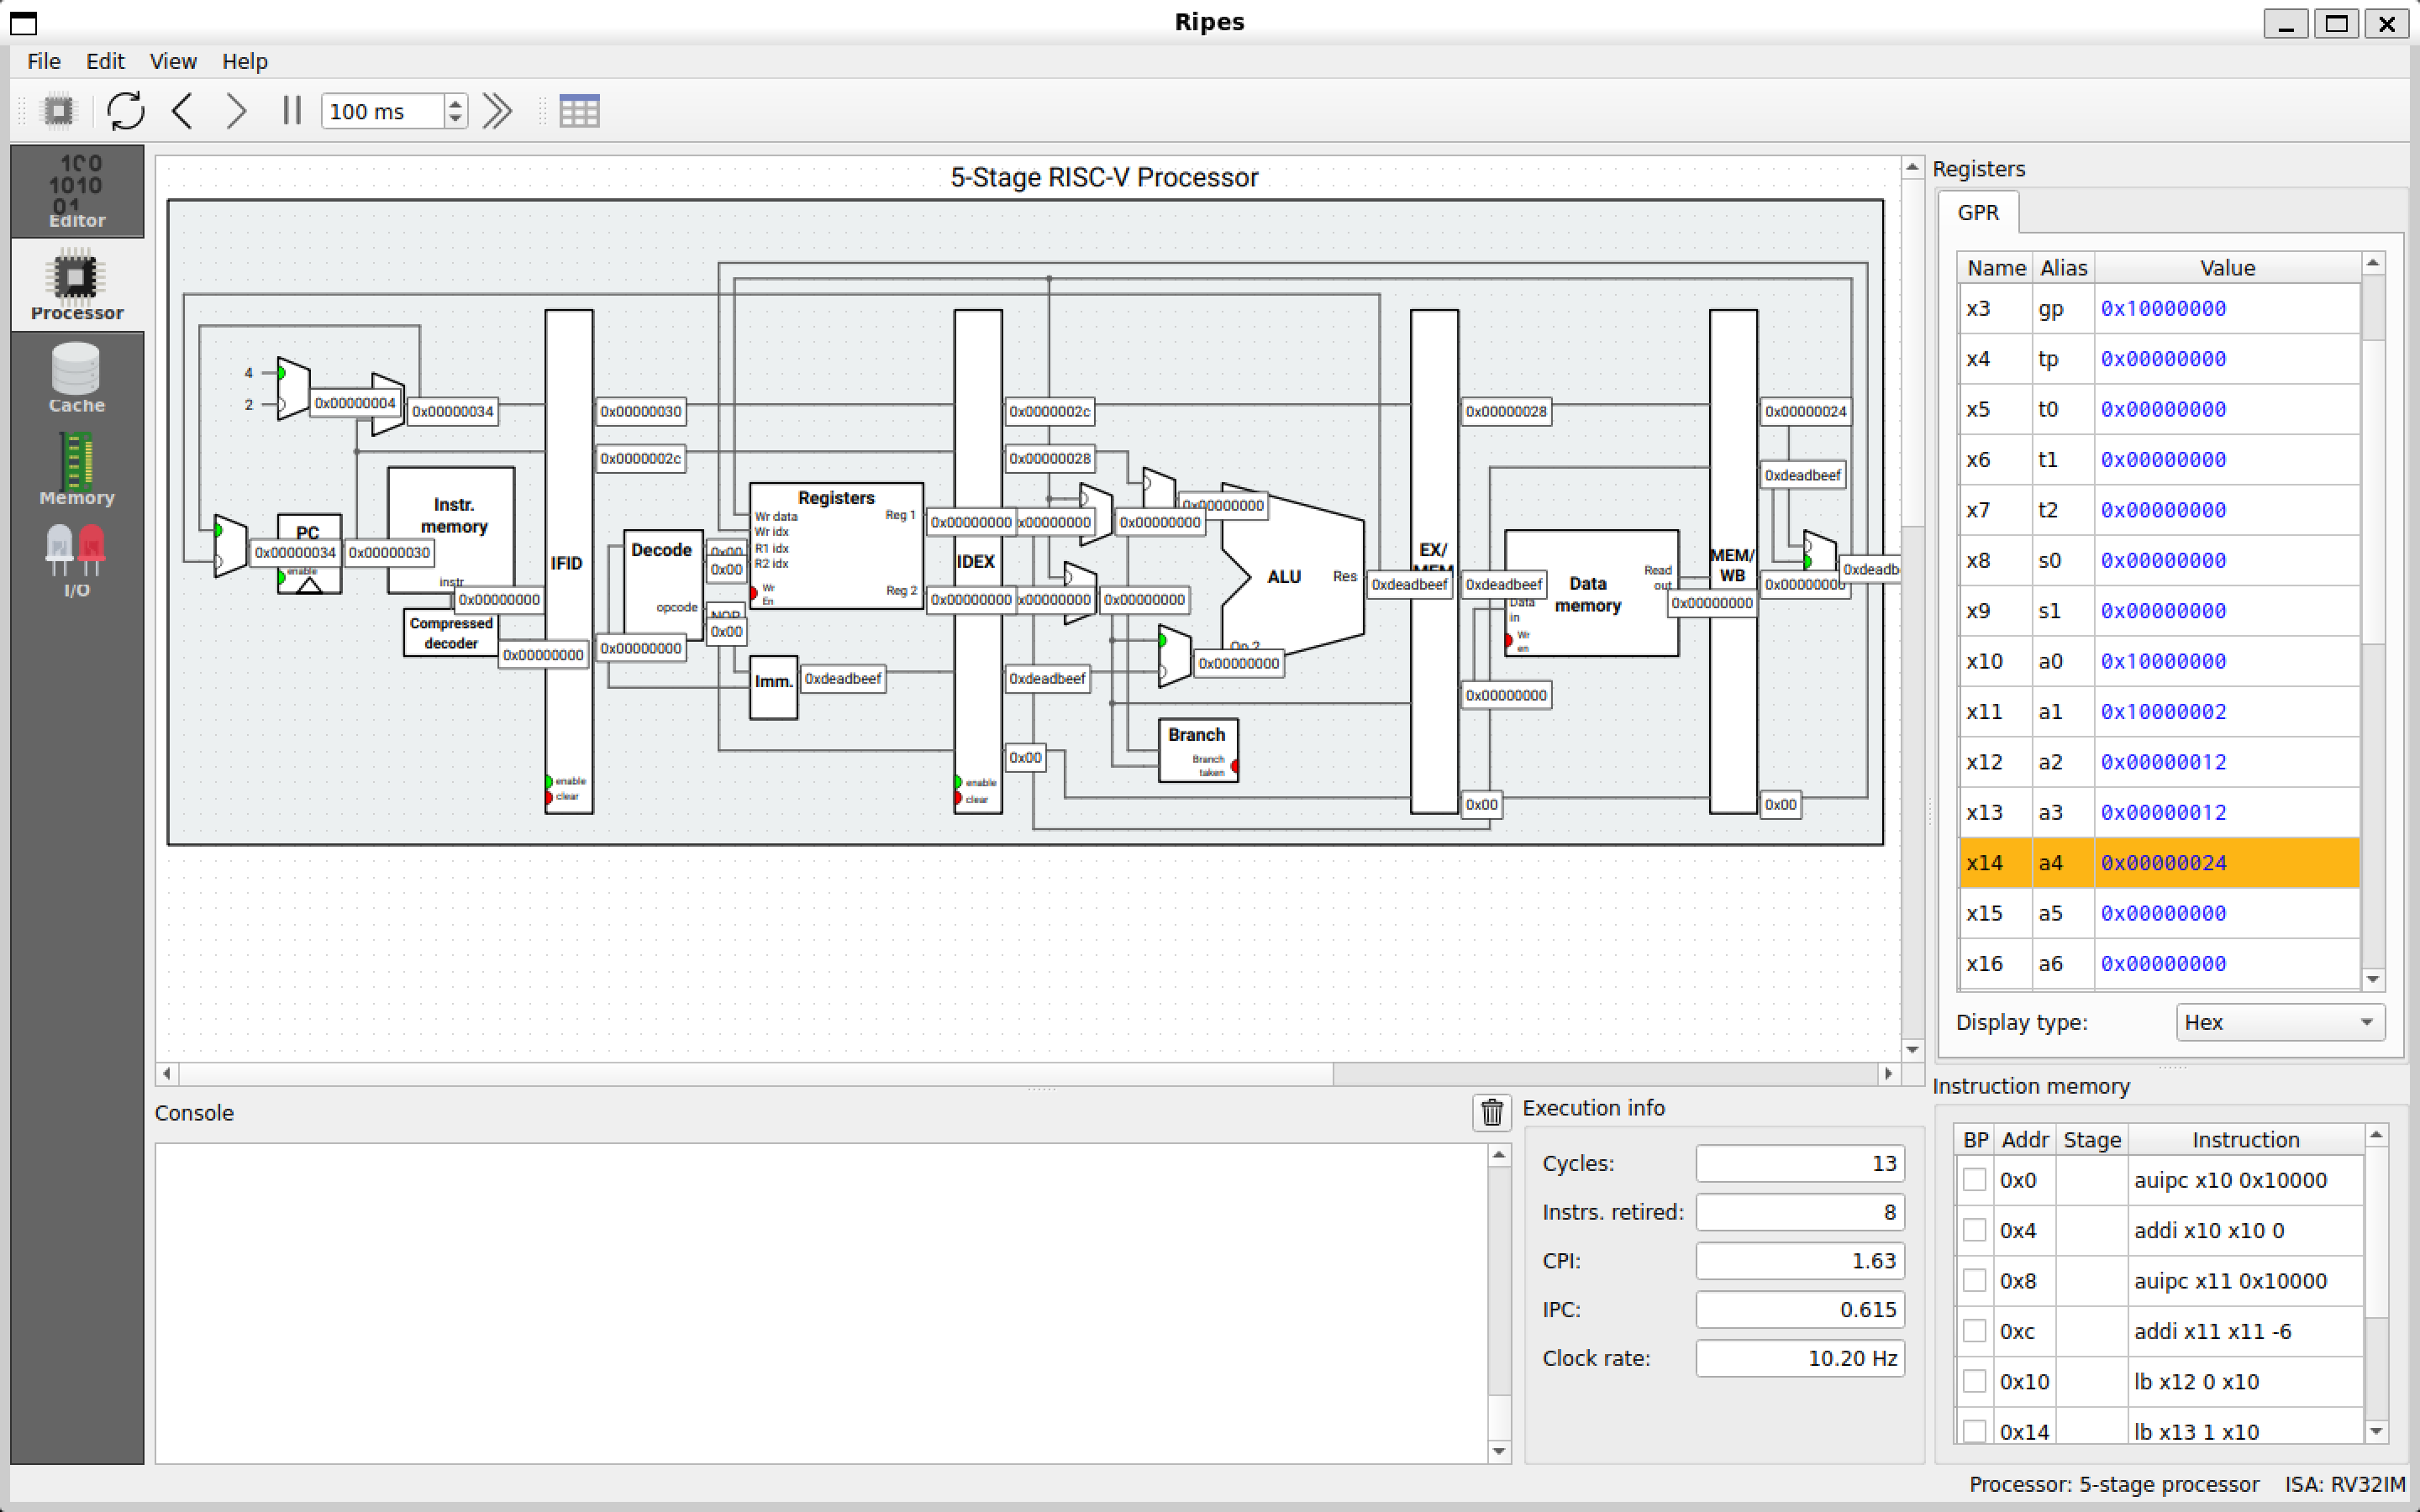 Ripes
File Edit View Help
100 ms
Editor
Processor
Cache
Memory
I/O
5-Stage RISC-V Processor
4
2
0x00000004
0x00000034
0x00000030
0x0000002c
0x0000002c
0x00000028
0x00000028
0x00000024
0xdeadbeef
PC
enable
0x00000034
0x00000030
Instr.
memory
instr
0x00000000
Compressed
decoder
0x00000000
IFID
enable
clear
Decode
opcode
0x00000000
0x00
0x00
NOP
0x00
Registers
Wr data
Wr idx
R1 idx
R2 idx
Wr
En
Reg 1
Reg 2
0x00000000
0x00000000
Imm.
0xdeadbeef
IDEX
enable
clear
x00000000
x00000000
0x00000000
0x00000000
0x00000000
0xdeadbeef
0x00
ALU
Res
Op 2
0x00000000
0xdeadbeef
Branch
Branch
taken
EX/
MEM
0xdeadbeef
0x00000000
0x00
Data
memory
Data
in
Wr
en
Read
out
0x00000000
MEM/
WB
0x00000000
0xdeadb
0x00
Registers
GPR
Name Alias Value
x3 gp 0x10000000
x4 tp 0x00000000
x5 t0 0x00000000
x6 t1 0x00000000
x7 t2 0x00000000
x8 s0 0x00000000
x9 s1 0x00000000
x10 a0 0x10000000
x11 a1 0x10000002
x12 a2 0x00000012
x13 a3 0x00000012
x14 a4 0x00000024
x15 a5 0x00000000
x16 a6 0x00000000
Display type: Hex
Console
Execution info
Cycles: 13
Instrs. retired: 8
CPI: 1.63
IPC: 0.615
Clock rate: 10.20 Hz
Instruction memory
BP Addr Stage Instruction
0x0 auipc x10 0x10000
0x4 addi x10 x10 0
0x8 auipc x11 0x10000
0xc addi x11 x11 -6
0x10 lb x12 0 x10
0x14 lb x13 1 x10
Processor: 5-stage processor ISA: RV32IM